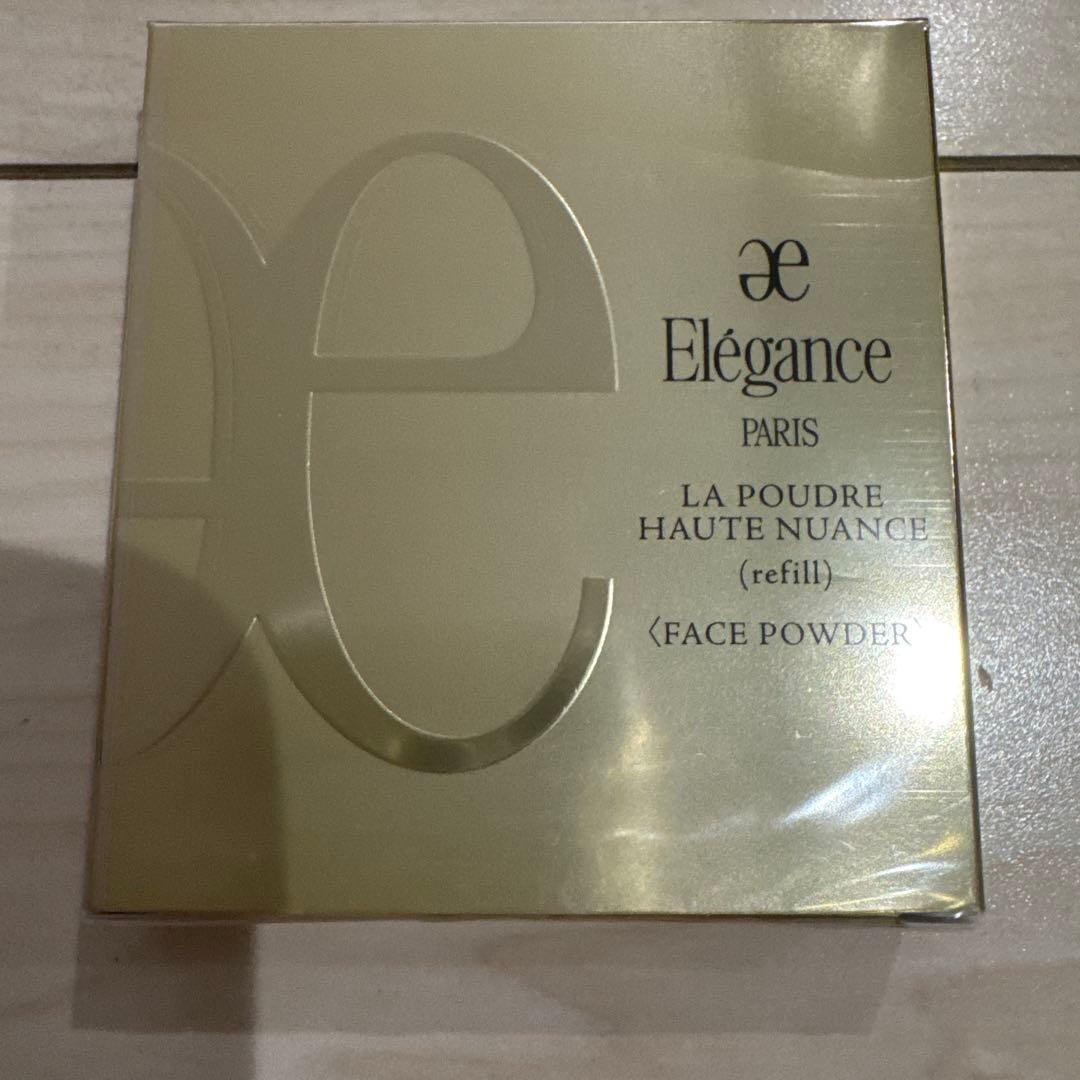 æ
Elégance
PARIS
LA POUDRE
HAUTE NUANCE
(refill)
〈FACE POWDER〉